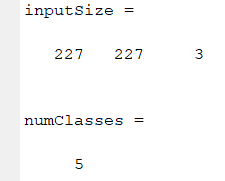 inputSize =
227 227 3
numClasses =
5